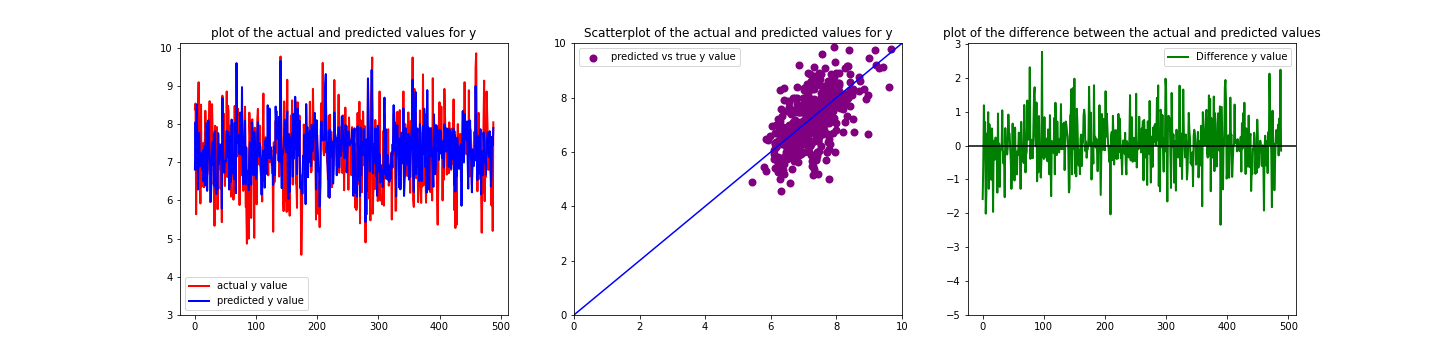 plot of the actual and predicted values for y
10
9
8
7
6
5
4
3
0 100 200 300 400 500
actual y value
predicted y value
Scatterplot of the actual and predicted values for y
10
8
6
4
2
0
0 2 4 6 8 10
predicted vs true y value
plot of the difference between the actual and predicted values
3
2
1
0
−1
−2
−3
−4
−5
0 100 200 300 400 500
Difference y value